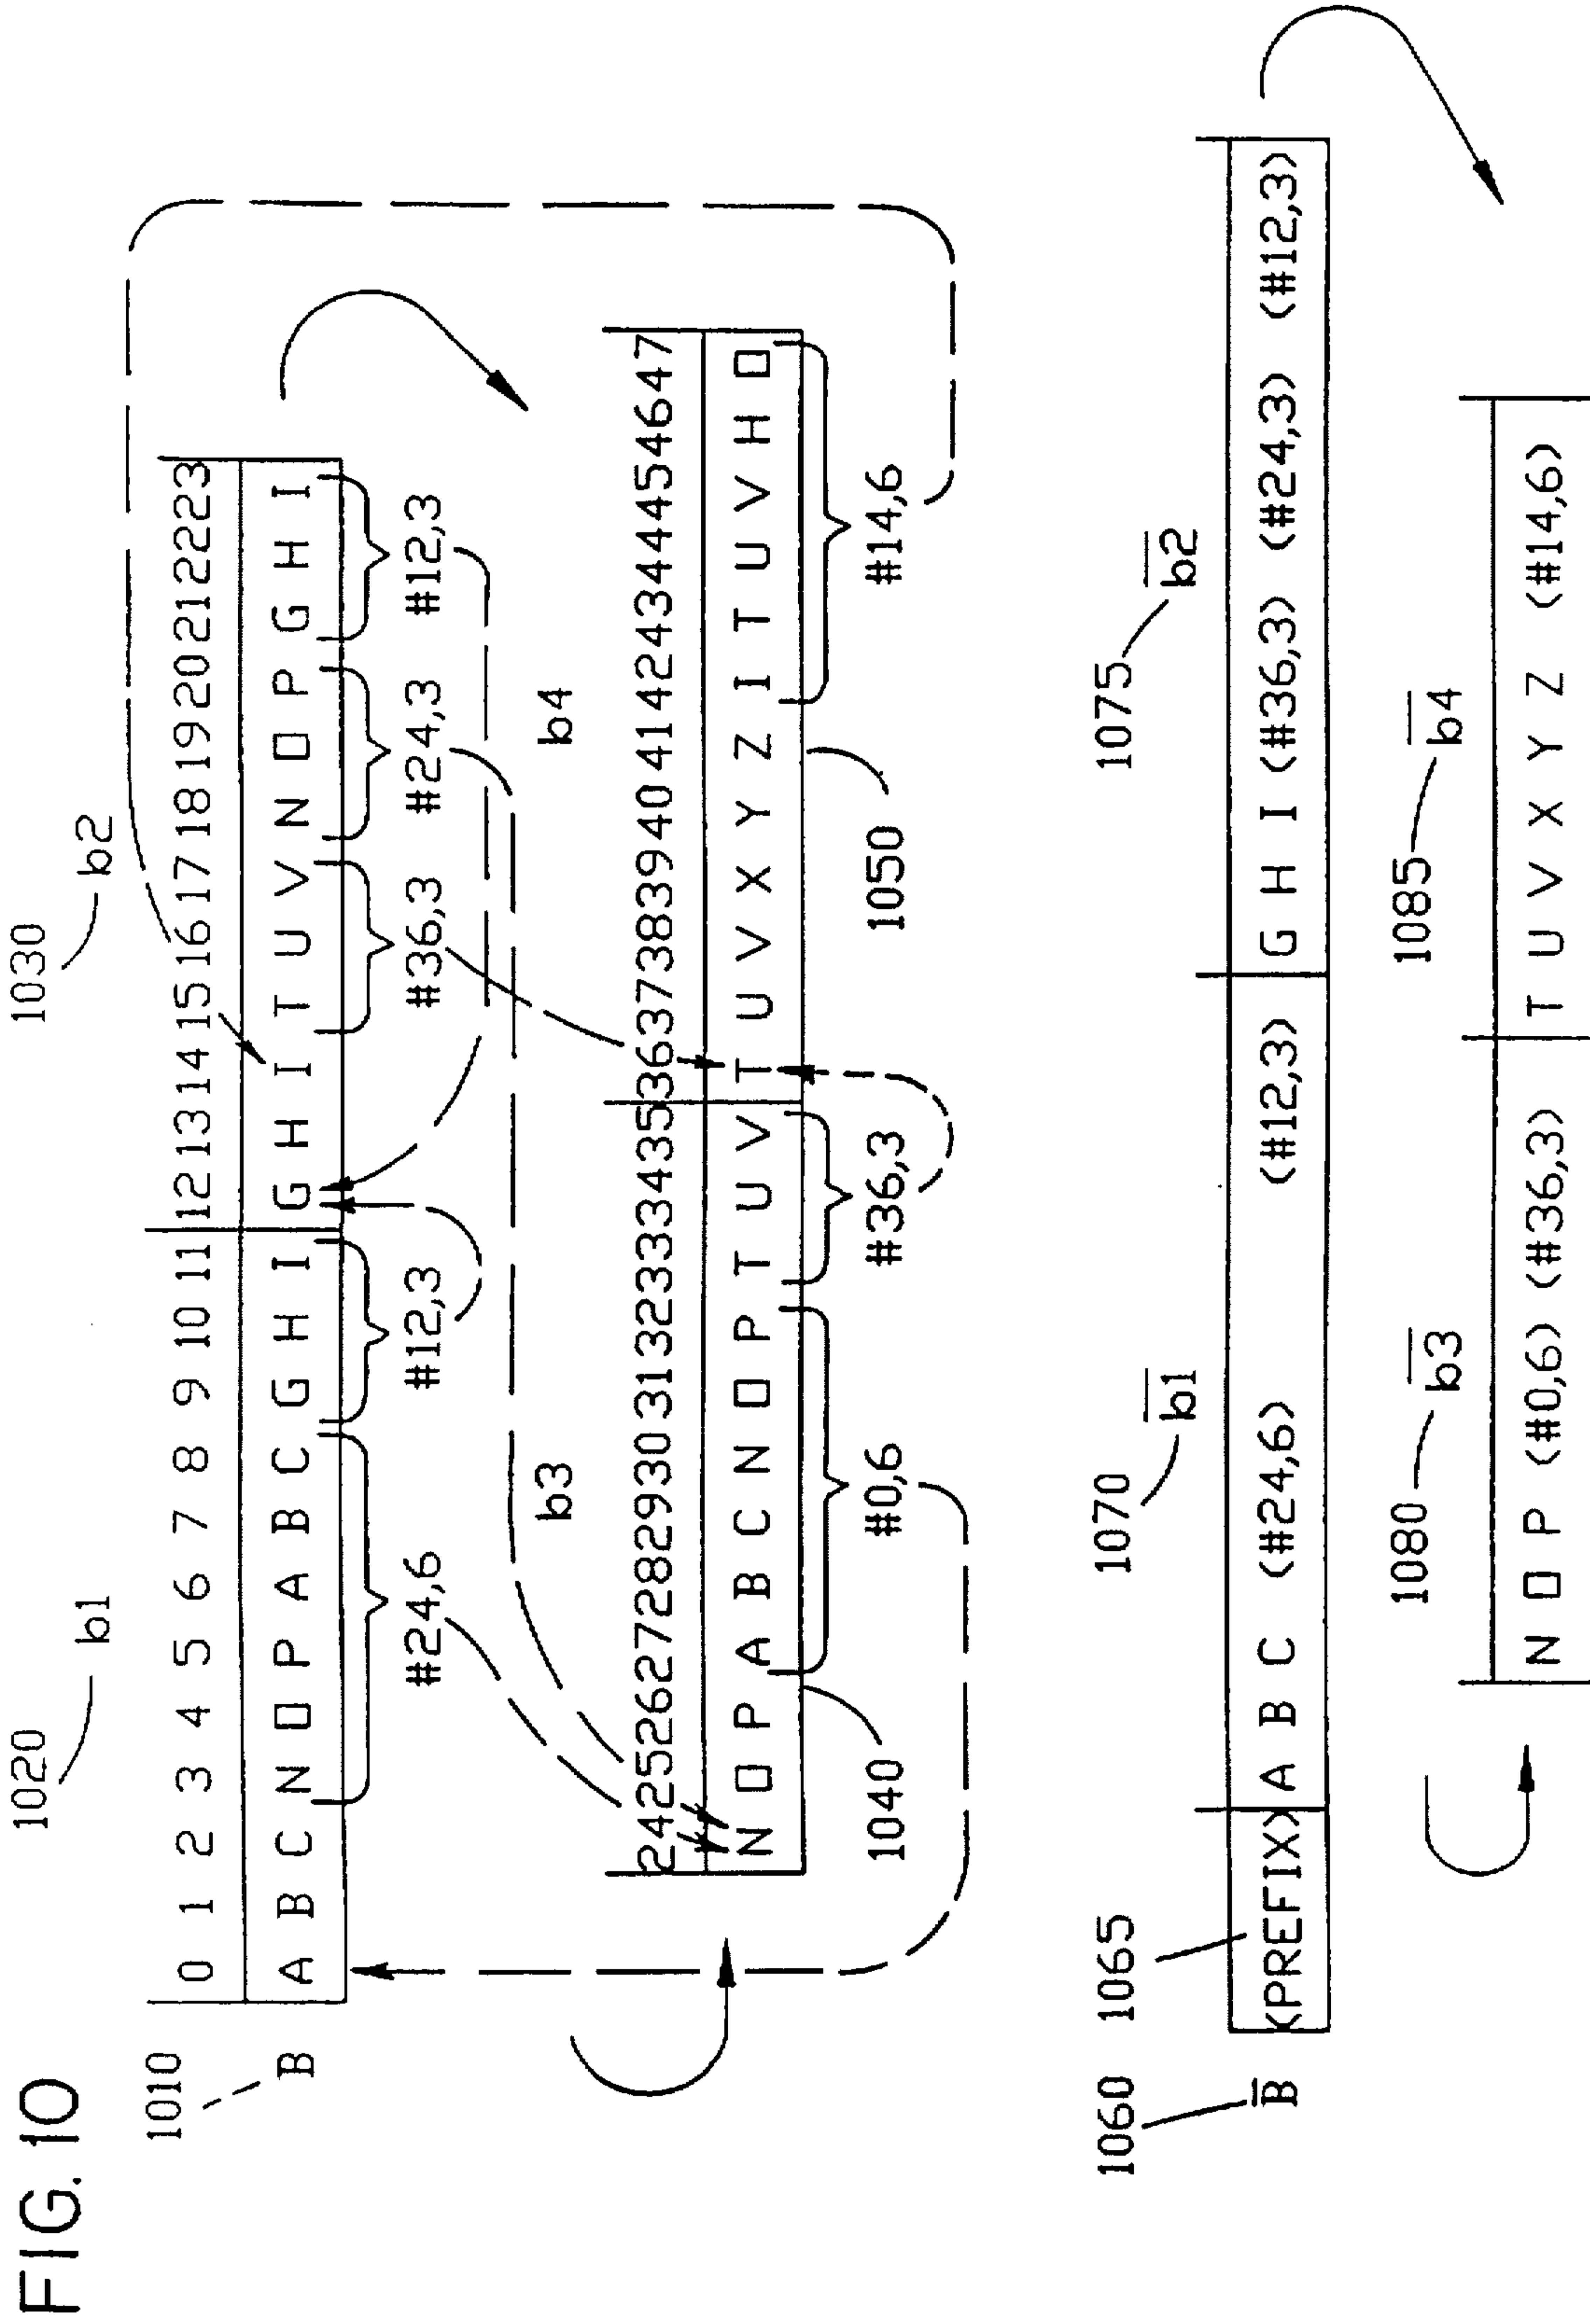 FIG. 10
1020 b1 1030 b2
1010
0 1 2 3 4 5 6 7 8 9 10 11 12 13 14 15 16 17 18 19 20 21 22 23
B A B C N O P A B C G H I G H I T U V N O P G H I
#24,6 #12,3 #36,3 #24,3 #12,3
b3 b4
24 25 26 27 28 29 30 31 32 33 34 35 36 37 38 39 40 41 42 43 44 45 46 47
N O P A B C N O P T U V T U V X Y Z I T U V H O
1040 #0,6 #36,3 1050 #14,6
1060 1065 1070 b1 1075 b2
B (PREFIX) A B C (#24,6) (#12,3) G H I (#36,3) (#24,3) (#12,3)
1080 b3 1085 b4
N O P (#0,6) (#36,3) T U V X Y Z (#14,6)